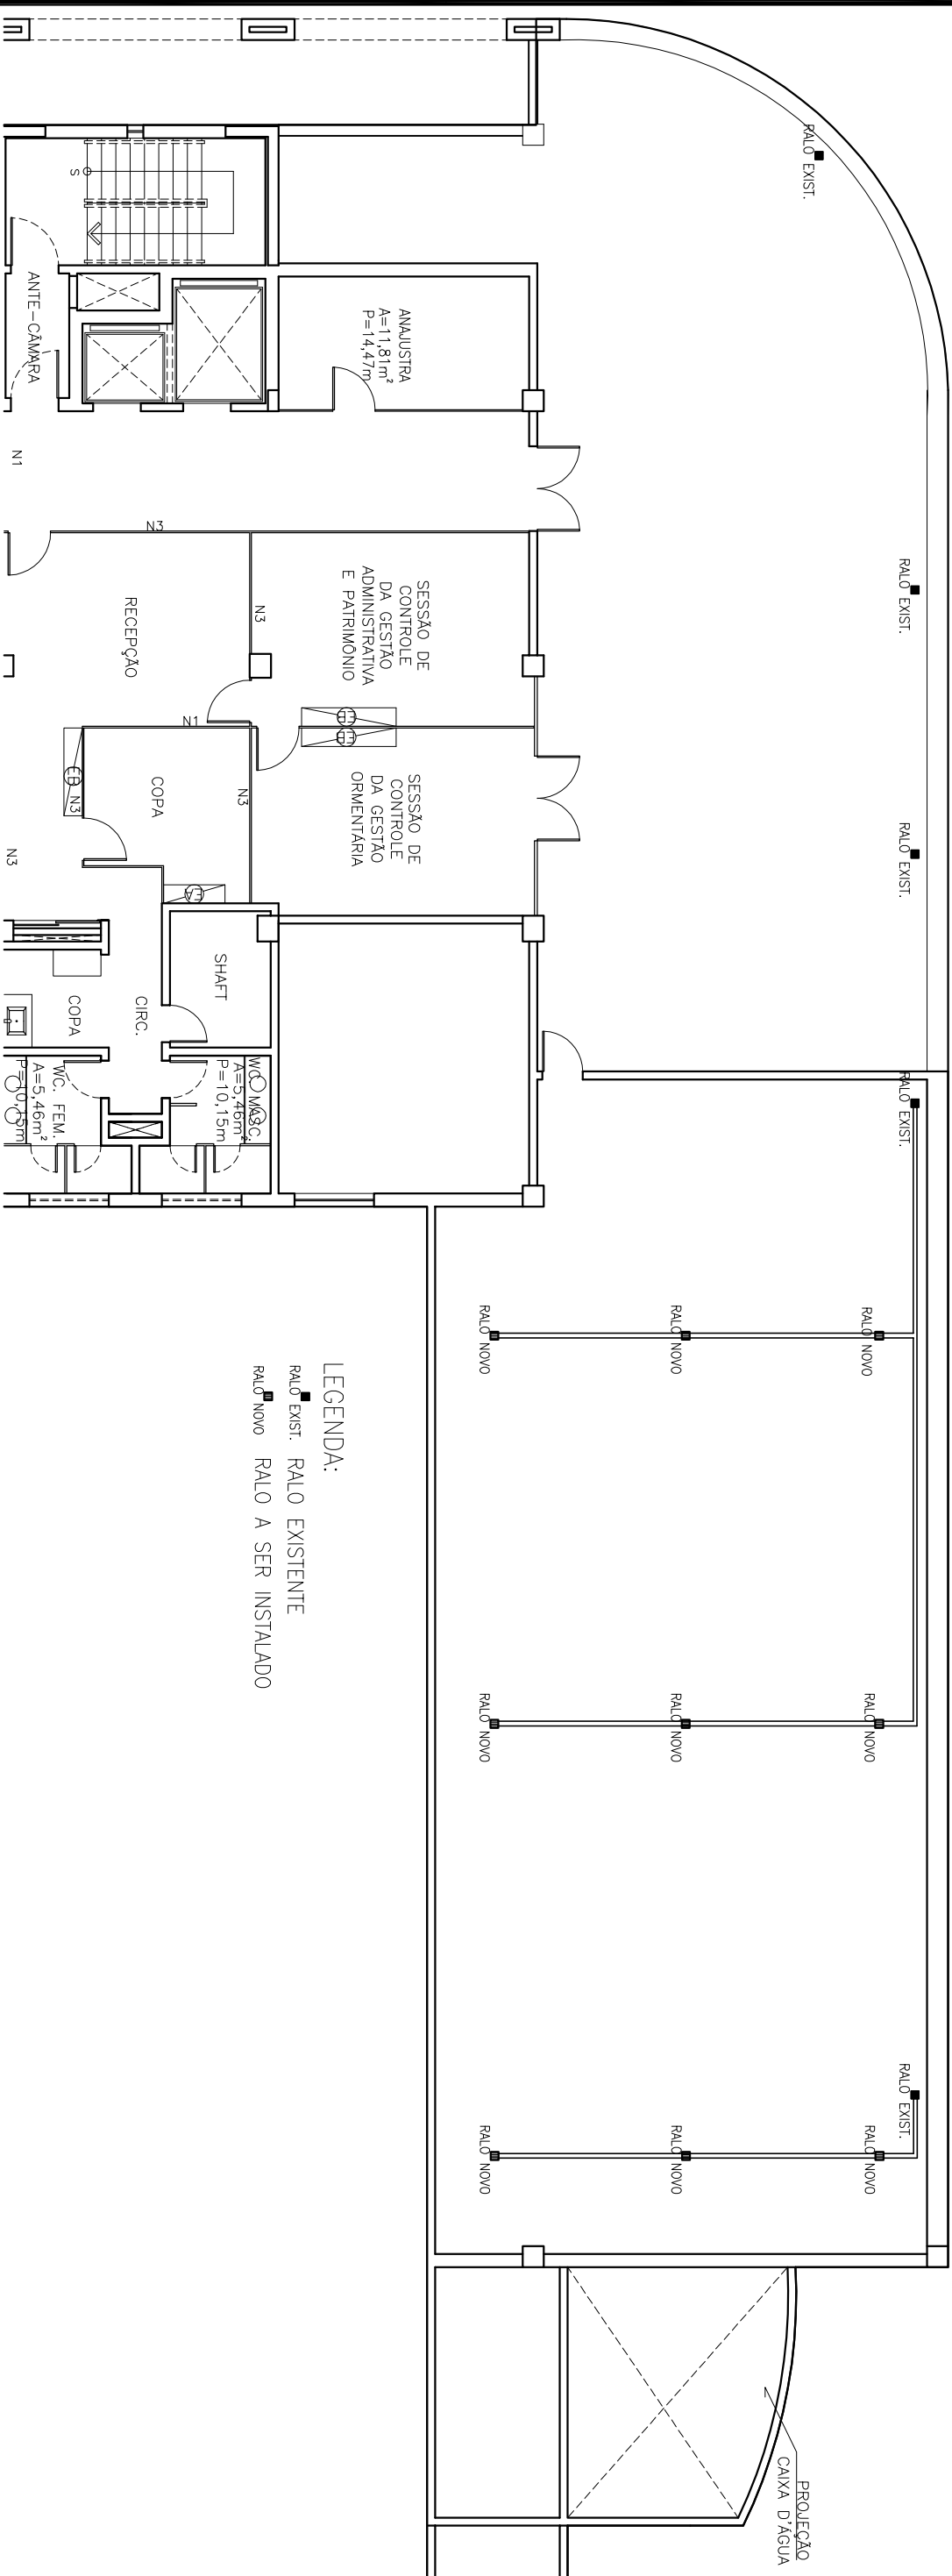 RALO EXIST.
RALO EXIST.
RALO EXIST.
RALO EXIST.
RALO EXIST.
RALO NOVO
RALO NOVO
RALO NOVO
RALO NOVO
RALO NOVO
RALO NOVO
RALO NOVO
RALO NOVO
RALO NOVO
PROJEÇÃO
CAIXA D'ÁGUA
ANAJUSTRA
A=11,81m²
P=14,47m
SESSÃO DE
CONTROLE
DA GESTÃO
ADMINISTRATIVA
E PATRIMÔNIO
SESSÃO DE
CONTROLE
DA GESTÃO
ORMENTÁRIA
S
ANTE-CÂMARA
N1
N3
N3
RECEPÇÃO
N1
N3
COPA
N3
N3
SHAFT
CIRC.
COPA
WC. MASC.
A=5,46m²
P=10,15m
WC. FEM.
A=5,46m²
P=10,15m
LEGENDA:
RALO EXIST. RALO EXISTENTE
RALO NOVO RALO A SER INSTALADO